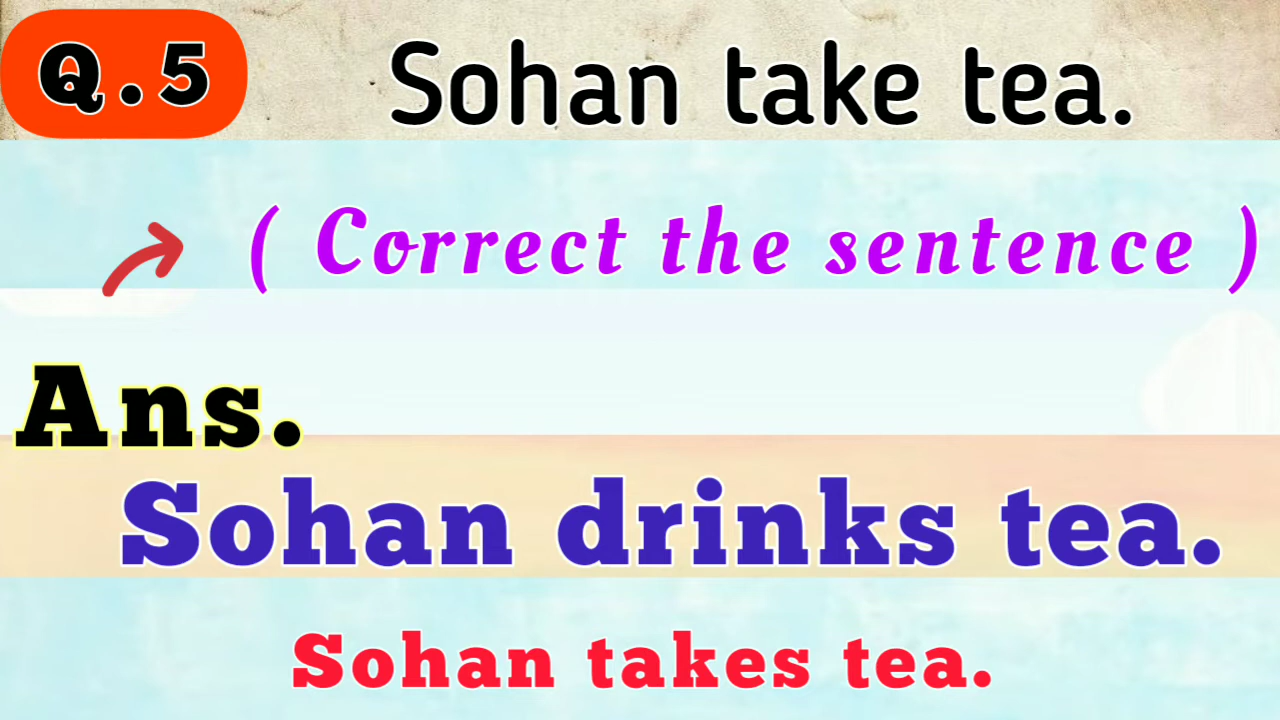 Q.5
Sohan take tea.
( Correct the sentence )
Ans.
Sohan drinks tea.
Sohan takes tea.